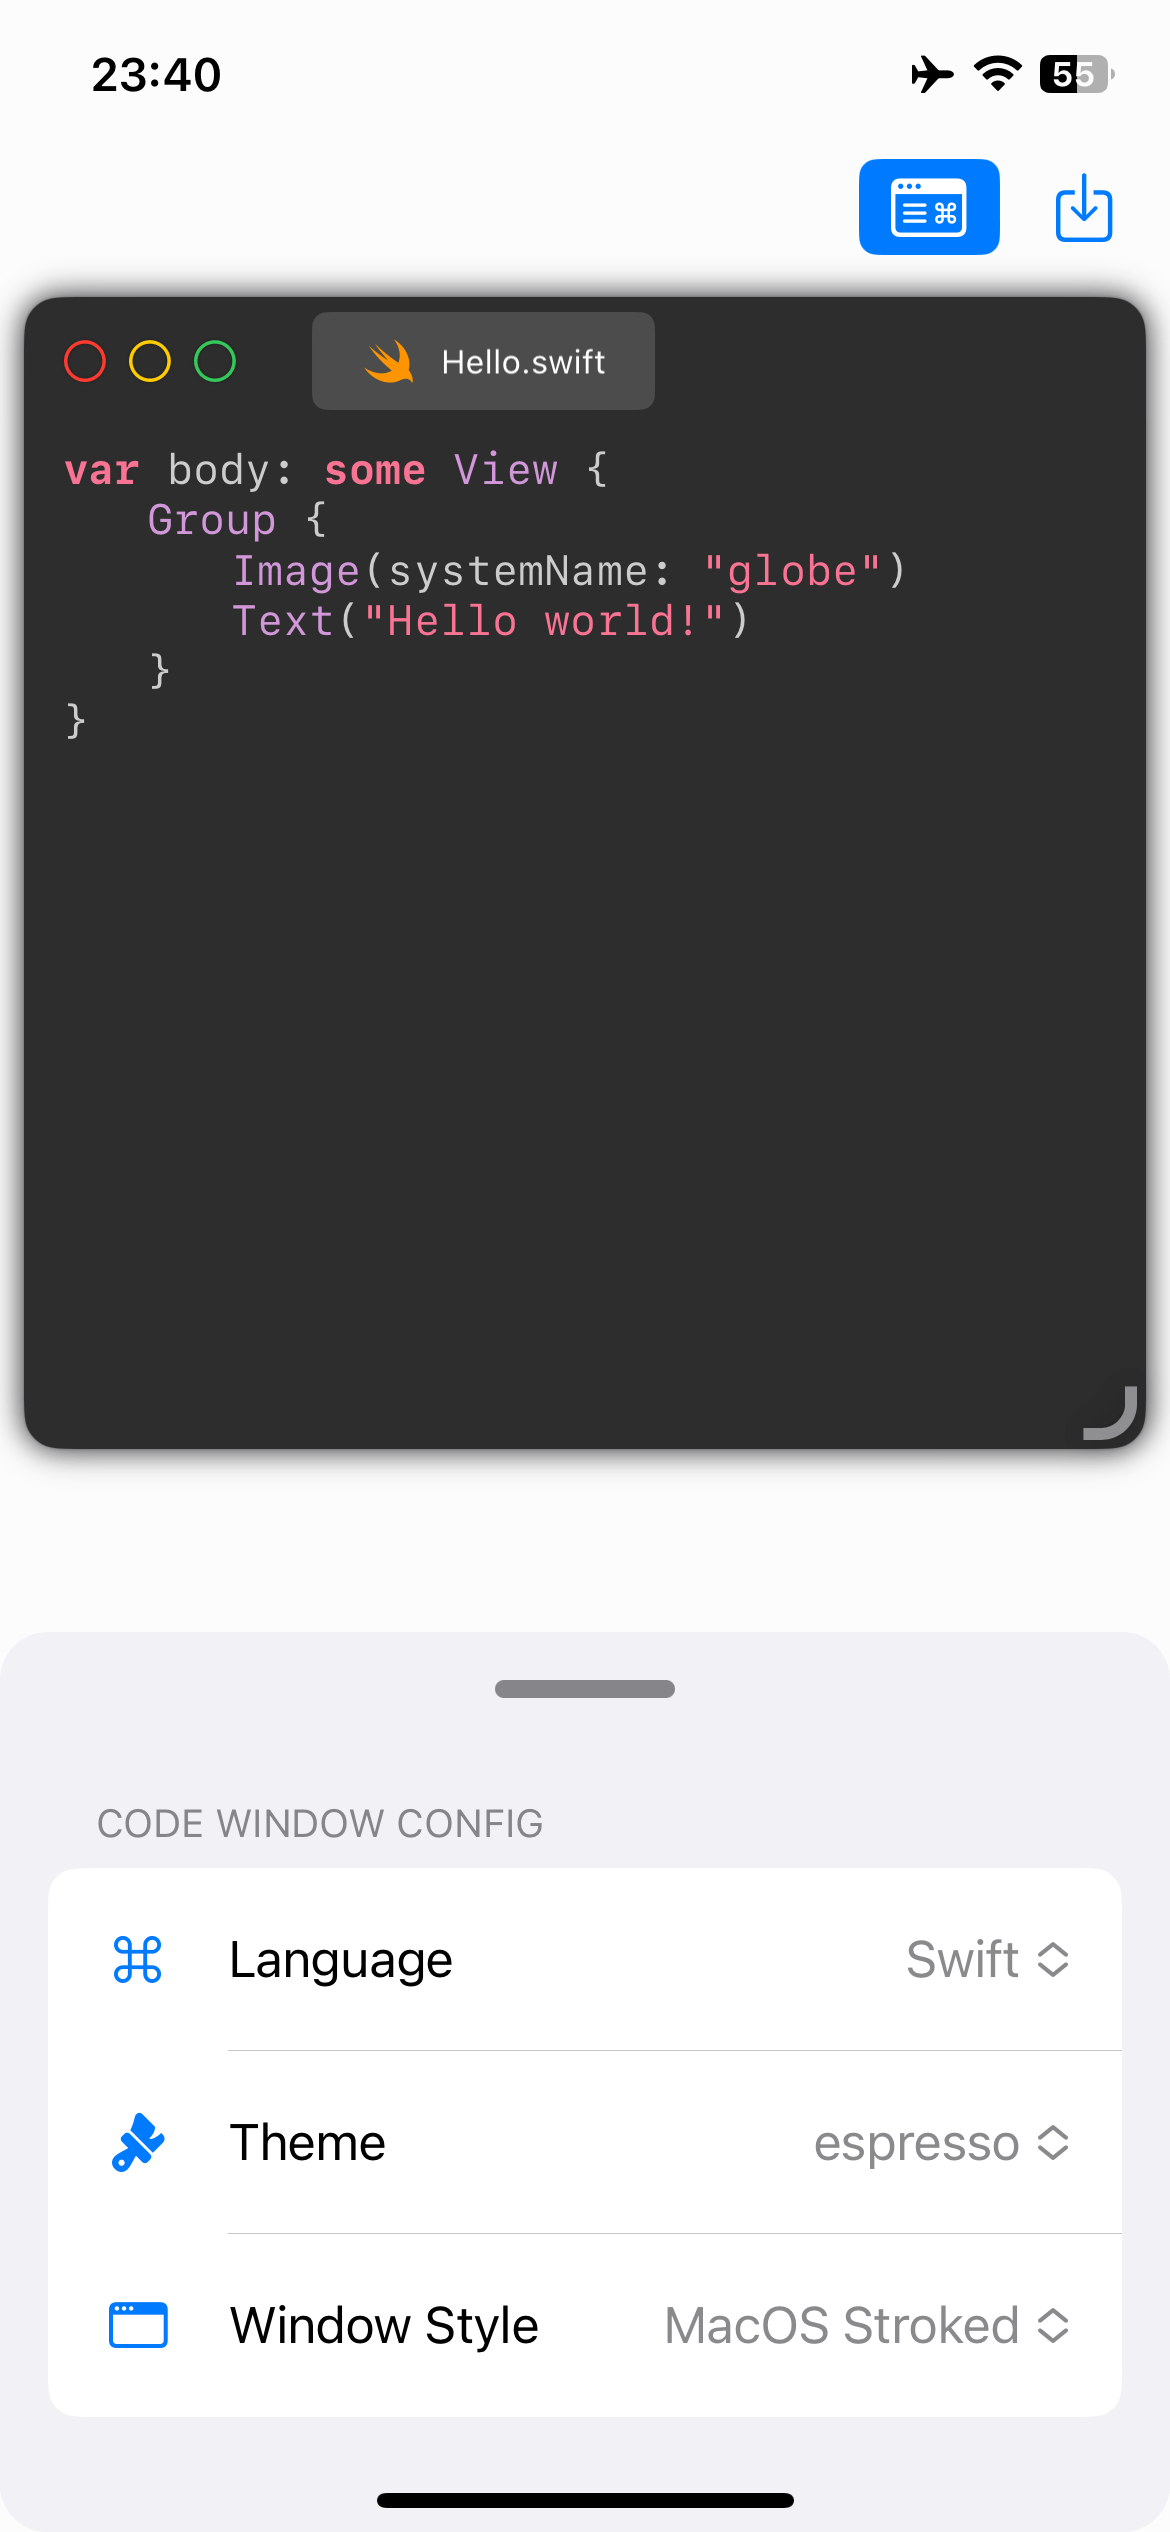 23:40
55
Hello.swift
var body: some View {
    Group {
        Image(systemName: "globe")
        Text("Hello world!")
    }
}
CODE WINDOW CONFIG
Language Swift
Theme espresso
Window Style MacOS Stroked